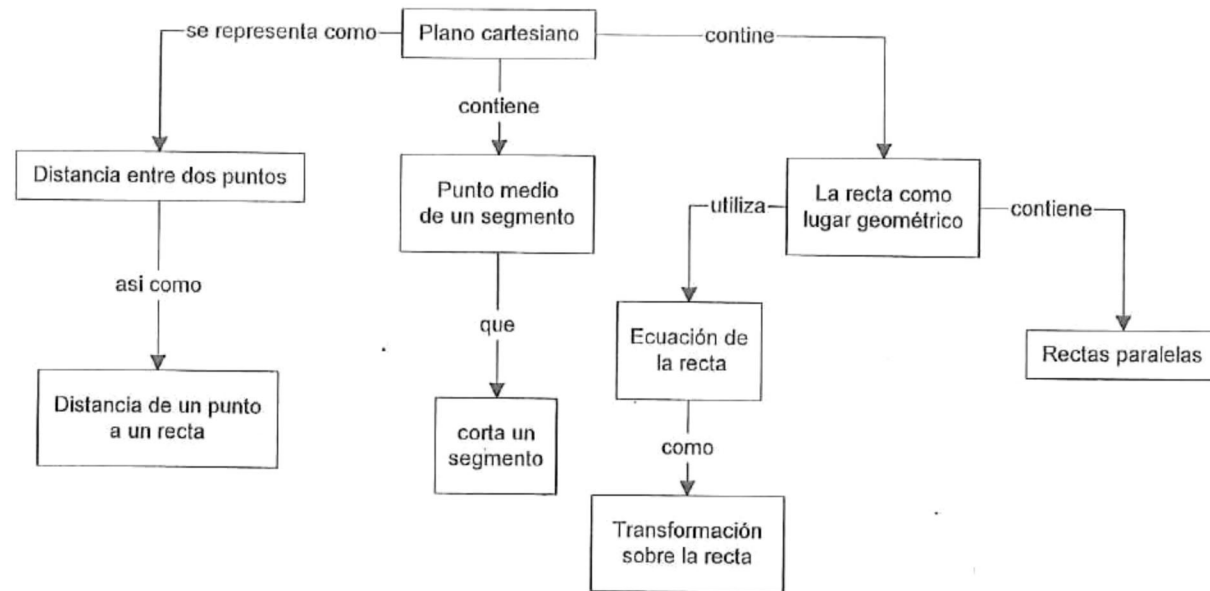 se representa como
Plano cartesiano
contine
contiene
Distancia entre dos puntos
Punto medio
de un segmento
La recta como
lugar geométrico
utiliza
contiene
asi como
que
Ecuación de
la recta
Rectas paralelas
Distancia de un punto
a un recta
corta un
segmento
como
Transformación
sobre la recta